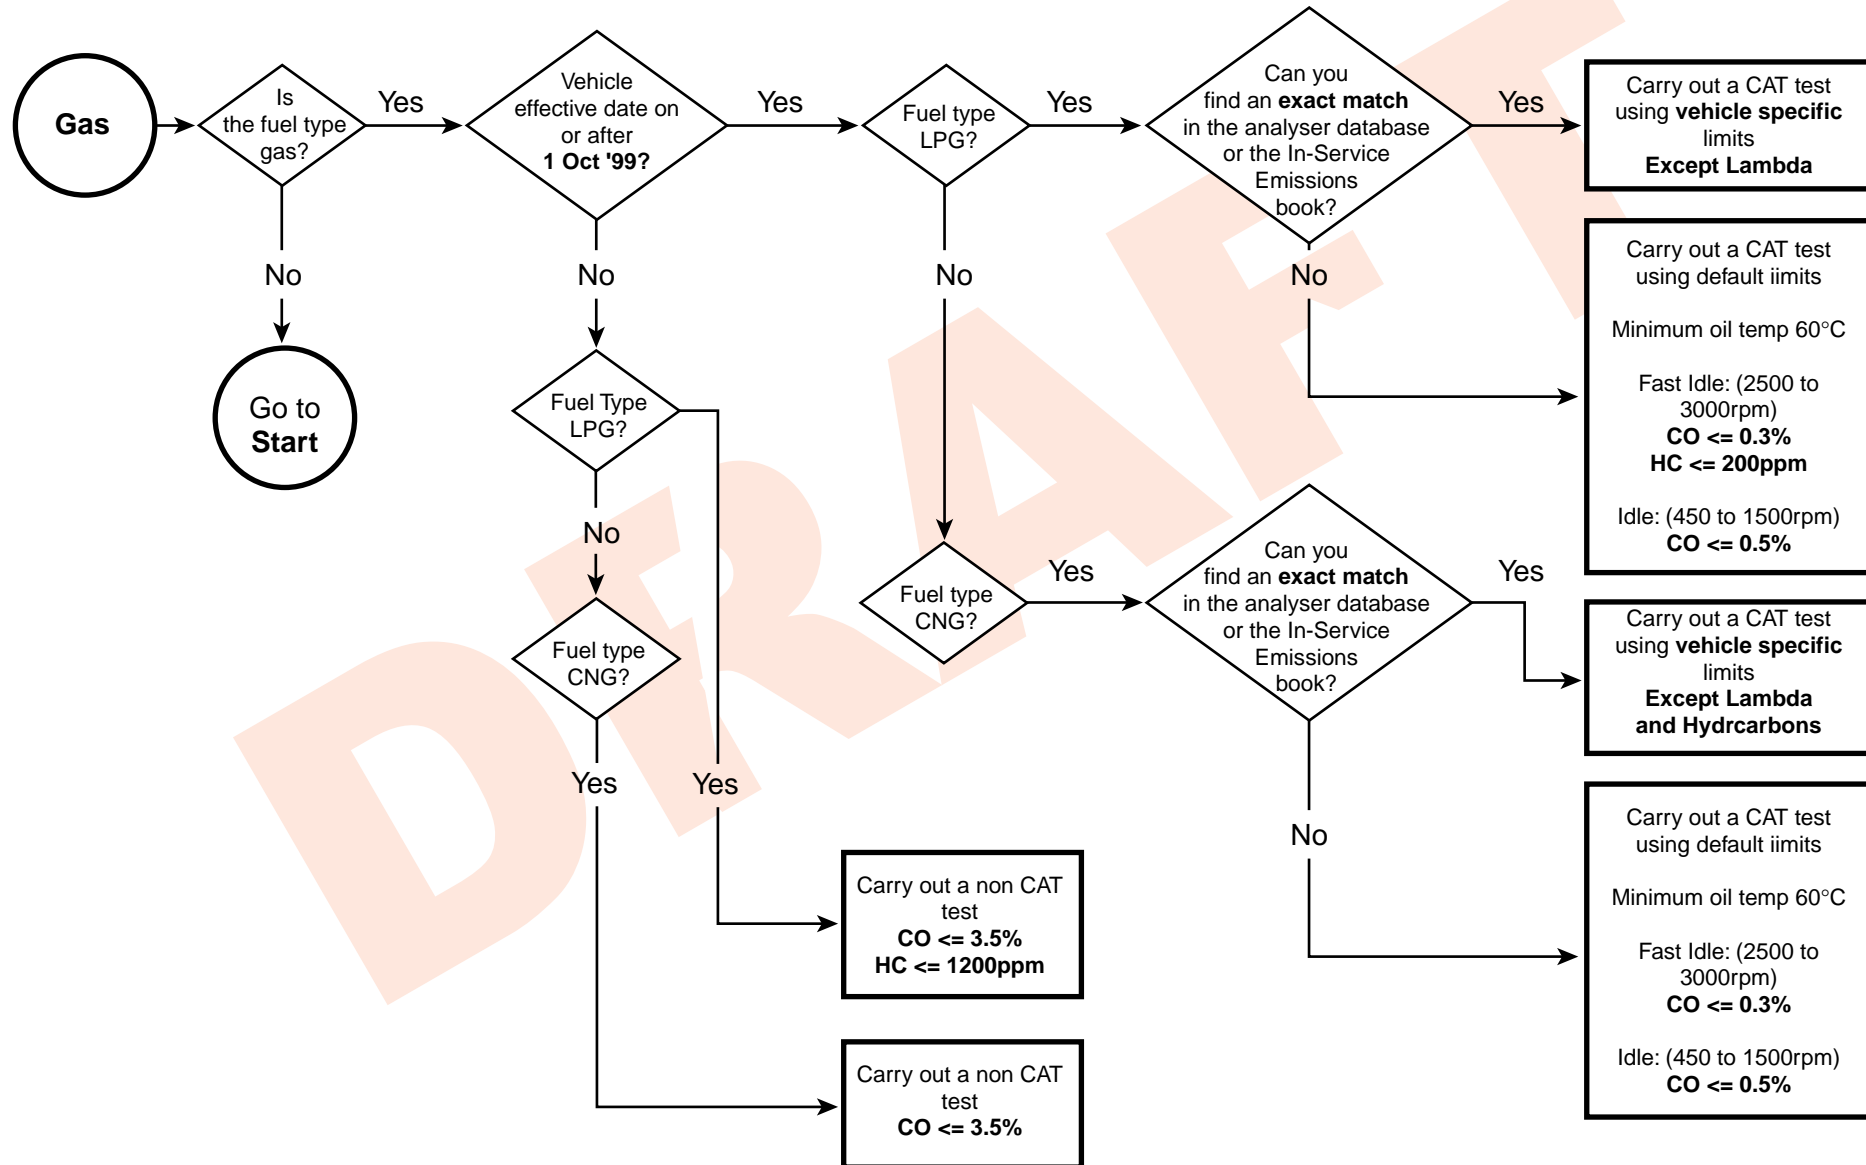 Gas
Is
the fuel type
gas?
Yes
No
Go to
Start
Vehicle
effective date on
or after
1 Oct '99?
Yes
No
Fuel type
LPG?
Yes
No
Can you
find an exact match
in the analyser database
or the In-Service
Emissions
book?
Yes
No
Carry out a CAT test
using vehicle specific
limits
Except Lambda
Carry out a CAT test
using default iimits
Minimum oil temp 60°C
Fast Idle: (2500 to
3000rpm)
CO <= 0.3%
HC <= 200ppm
Idle: (450 to 1500rpm)
CO <= 0.5%
Fuel Type
LPG?
No
Yes
Fuel type
CNG?
Yes
Fuel type
CNG?
Yes
Can you
find an exact match
in the analyser database
or the In-Service
Emissions
book?
Yes
No
Carry out a CAT test
using vehicle specific
limits
Except Lambda
and Hydrcarbons
Carry out a CAT test
using default iimits
Minimum oil temp 60°C
Fast Idle: (2500 to
3000rpm)
CO <= 0.3%
Idle: (450 to 1500rpm)
CO <= 0.5%
Carry out a non CAT
test
CO <= 3.5%
HC <= 1200ppm
Carry out a non CAT
test
CO <= 3.5%
DRAFT